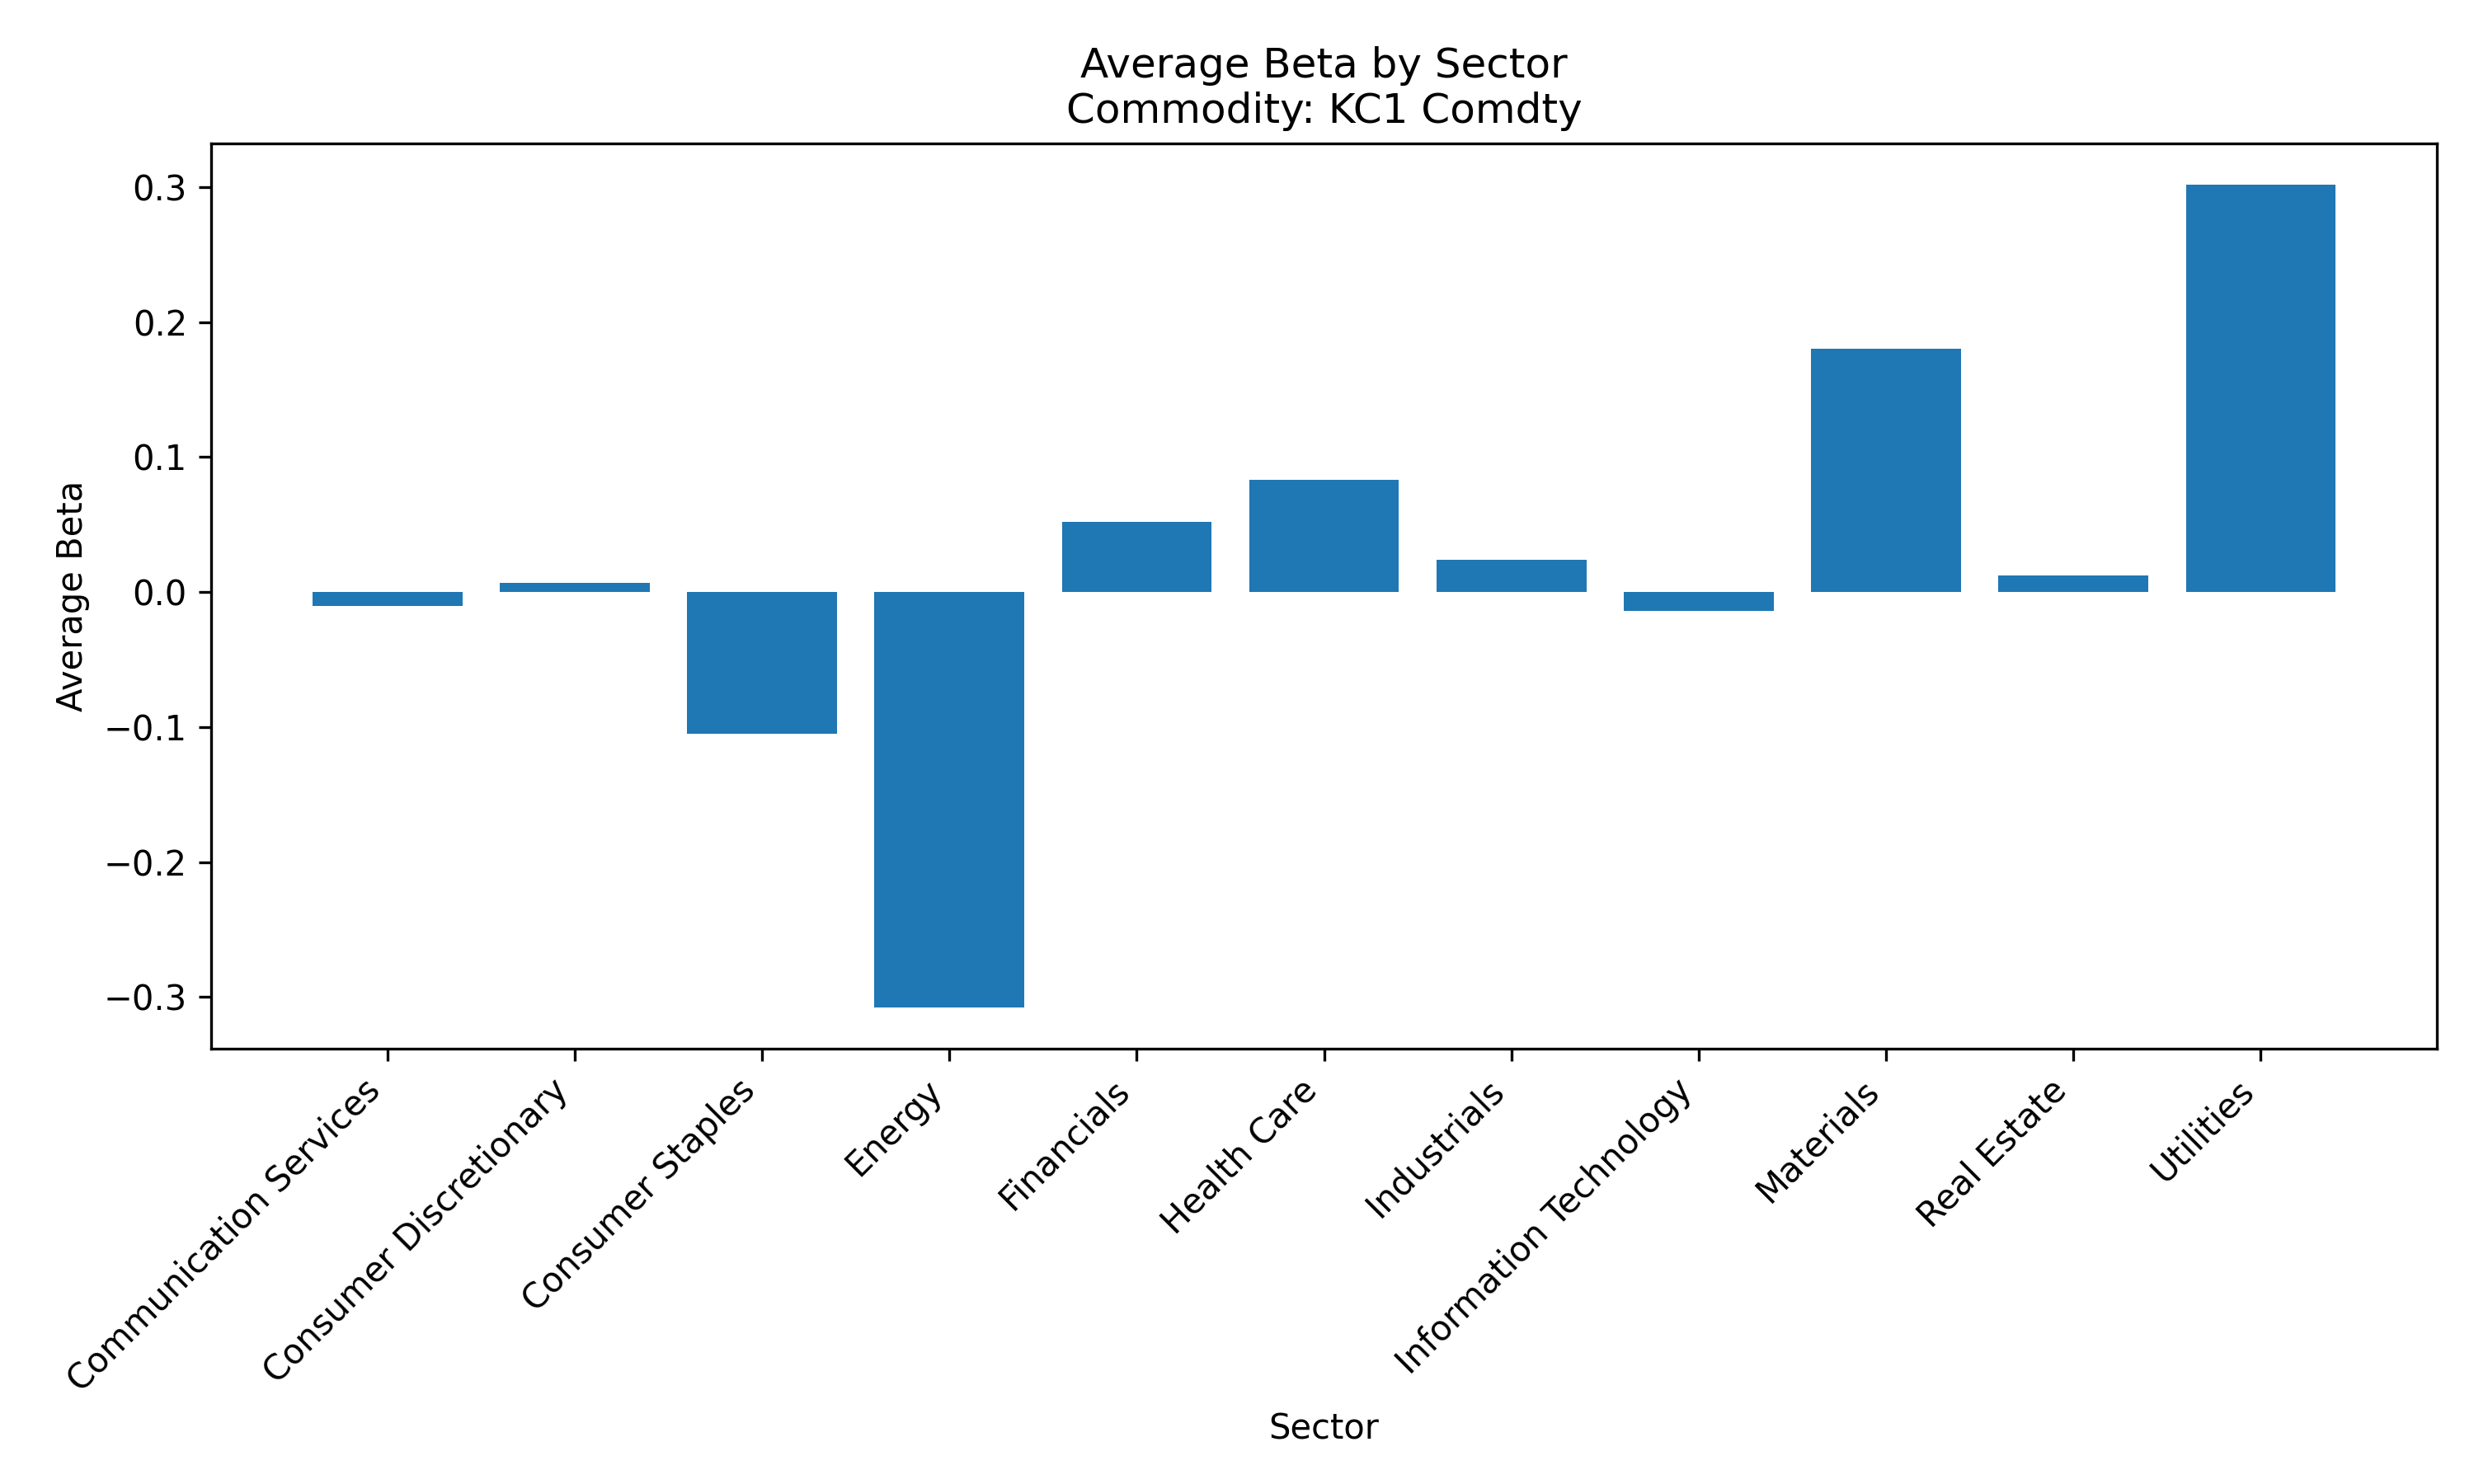 Average Beta by Sector
Commodity: KC1 Comdty
Average Beta
0.3
0.2
0.1
0.0
−0.1
−0.2
−0.3
Communication Services
Consumer Discretionary
Consumer Staples
Energy
Financials
Health Care
Industrials
Information Technology
Materials
Real Estate
Utilities
Sector